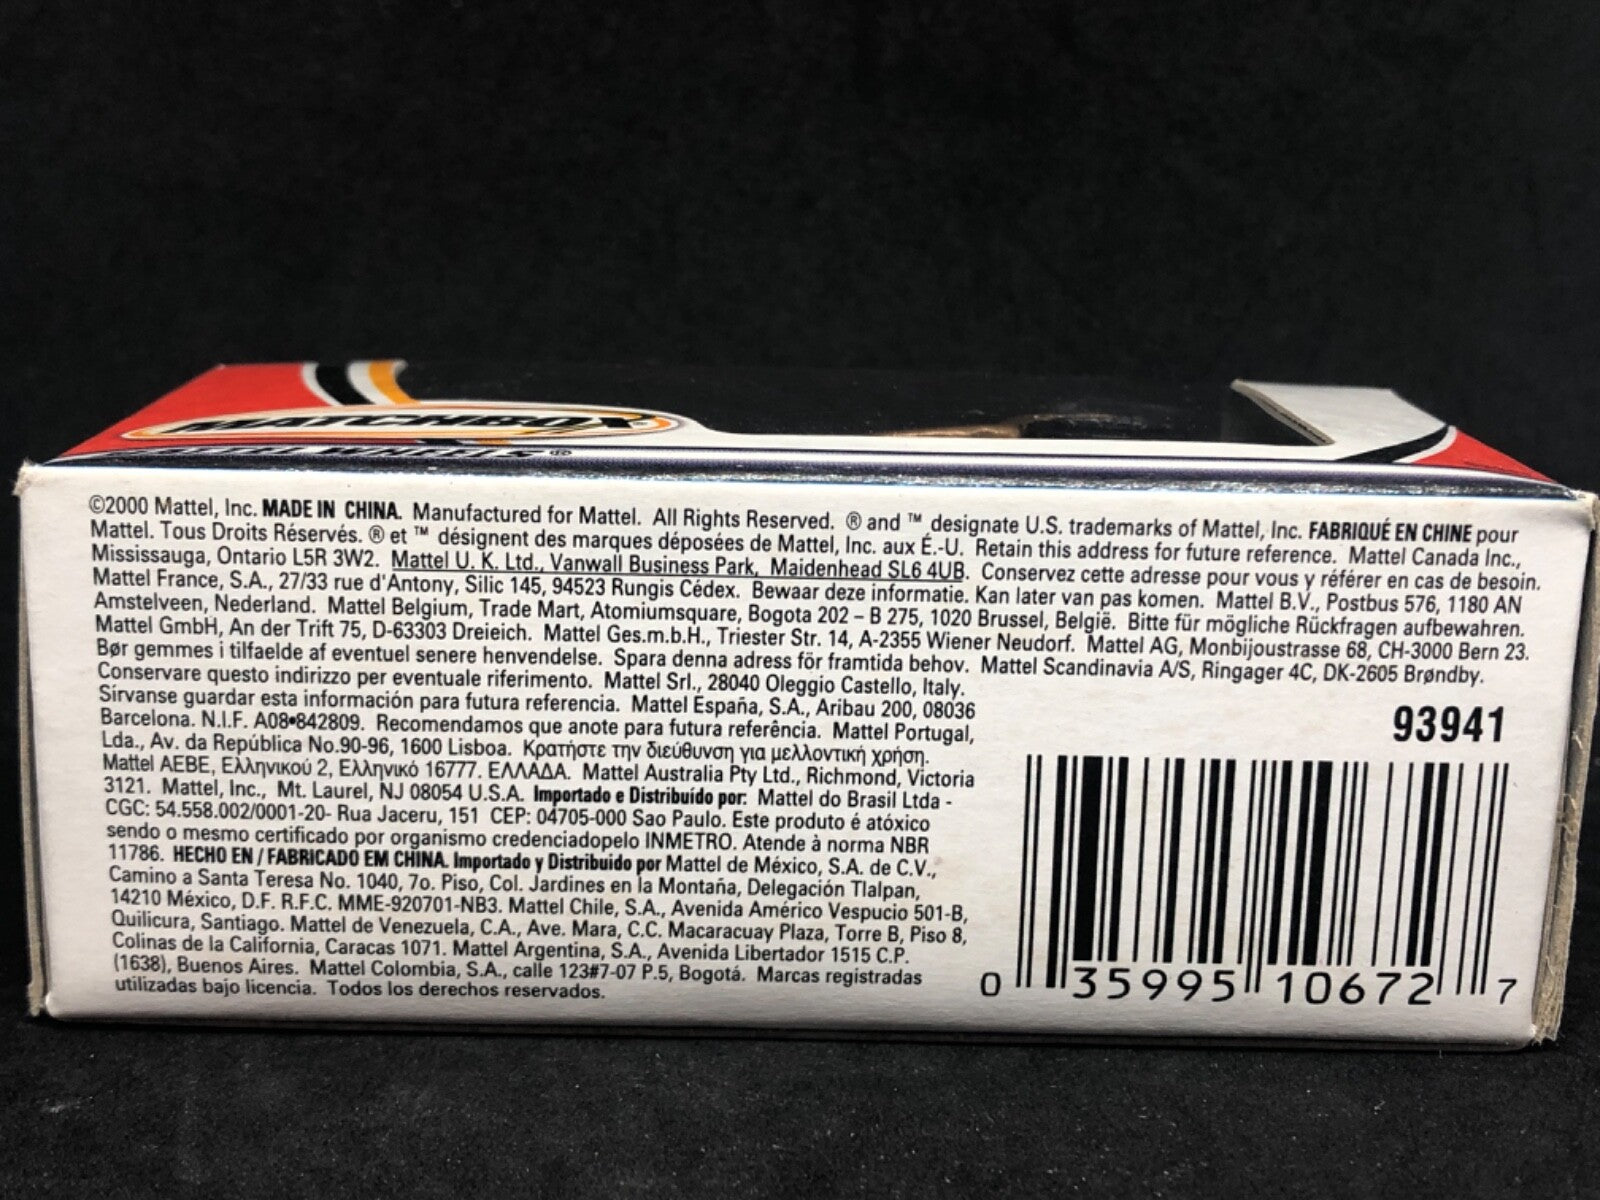 MATCHBOX®
WHEELS®
©2000 Mattel, Inc. MADE IN CHINA. Manufactured for Mattel. All Rights Reserved. ® and ™ designate U.S. trademarks of Mattel, Inc. FABRIQUÉ EN CHINE pour
Mattel. Tous Droits Réservés. ® et ™ désignent des marques déposées de Mattel, Inc. aux É.-U. Retain this address for future reference. Mattel Canada Inc.,
Mississauga, Ontario L5R 3W2. Mattel U. K. Ltd., Vanwall Business Park, Maidenhead SL6 4UB. Conservez cette adresse pour vous y référer en cas de besoin.
Mattel France, S.A., 27/33 rue d'Antony, Silic 145, 94523 Rungis Cédex. Bewaar deze informatie. Kan later van pas komen. Mattel B.V., Postbus 576, 1180 AN
Amstelveen, Nederland. Mattel Belgium, Trade Mart, Atomiumsquare, Bogota 202 – B 275, 1020 Brussel, België. Bitte für mögliche Rückfragen aufbewahren.
Mattel GmbH, An der Trift 75, D-63303 Dreieich. Mattel Ges.m.b.H., Triester Str. 14, A-2355 Wiener Neudorf. Mattel AG, Monbijoustrasse 68, CH-3000 Bern 23.
Bør gemmes i tilfaelde af eventuel senere henvendelse. Spara denna adress för framtida behov. Mattel Scandinavia A/S, Ringager 4C, DK-2605 Brøndby.
Conservare questo indirizzo per eventuale riferimento. Mattel Srl., 28040 Oleggio Castello, Italy.
Sírvanse guardar esta información para futura referencia. Mattel España, S.A., Aribau 200, 08036
Barcelona. N.I.F. A08•842809. Recomendamos que anote para futura referência. Mattel Portugal,
Lda., Av. da República No.90-96, 1600 Lisboa. Κρατήστε την διεύθυνση για μελλοντική χρήση.
Mattel AEBE, Ελληνικού 2, Ελληνικό 16777. ΕΛΛΑΔΑ. Mattel Australia Pty Ltd., Richmond, Victoria
3121. Mattel, Inc., Mt. Laurel, NJ 08054 U.S.A. Importado e Distribuído por: Mattel do Brasil Ltda -
CGC: 54.558.002/0001-20- Rua Jaceru, 151 CEP: 04705-000 Sao Paulo. Este produto é atóxico
sendo o mesmo certificado por organismo credenciadopelo INMETRO. Atende à norma NBR
11786. HECHO EN / FABRICADO EM CHINA. Importado y Distribuido por Mattel de México, S.A. de C.V.,
Camino a Santa Teresa No. 1040, 7o. Piso, Col. Jardines en la Montaña, Delegación Tlalpan,
14210 México, D.F. R.F.C. MME-920701-NB3. Mattel Chile, S.A., Avenida Américo Vespucio 501-B,
Quilicura, Santiago. Mattel de Venezuela, C.A., Ave. Mara, C.C. Macaracuay Plaza, Torre B, Piso 8,
Colinas de la California, Caracas 1071. Mattel Argentina, S.A., Avenida Libertador 1515 C.P.
(1638), Buenos Aires. Mattel Colombia, S.A., calle 123#7-07 P.5, Bogotá. Marcas registradas
utilizadas bajo licencia. Todos los derechos reservados.
93941
0 35995 10672 7